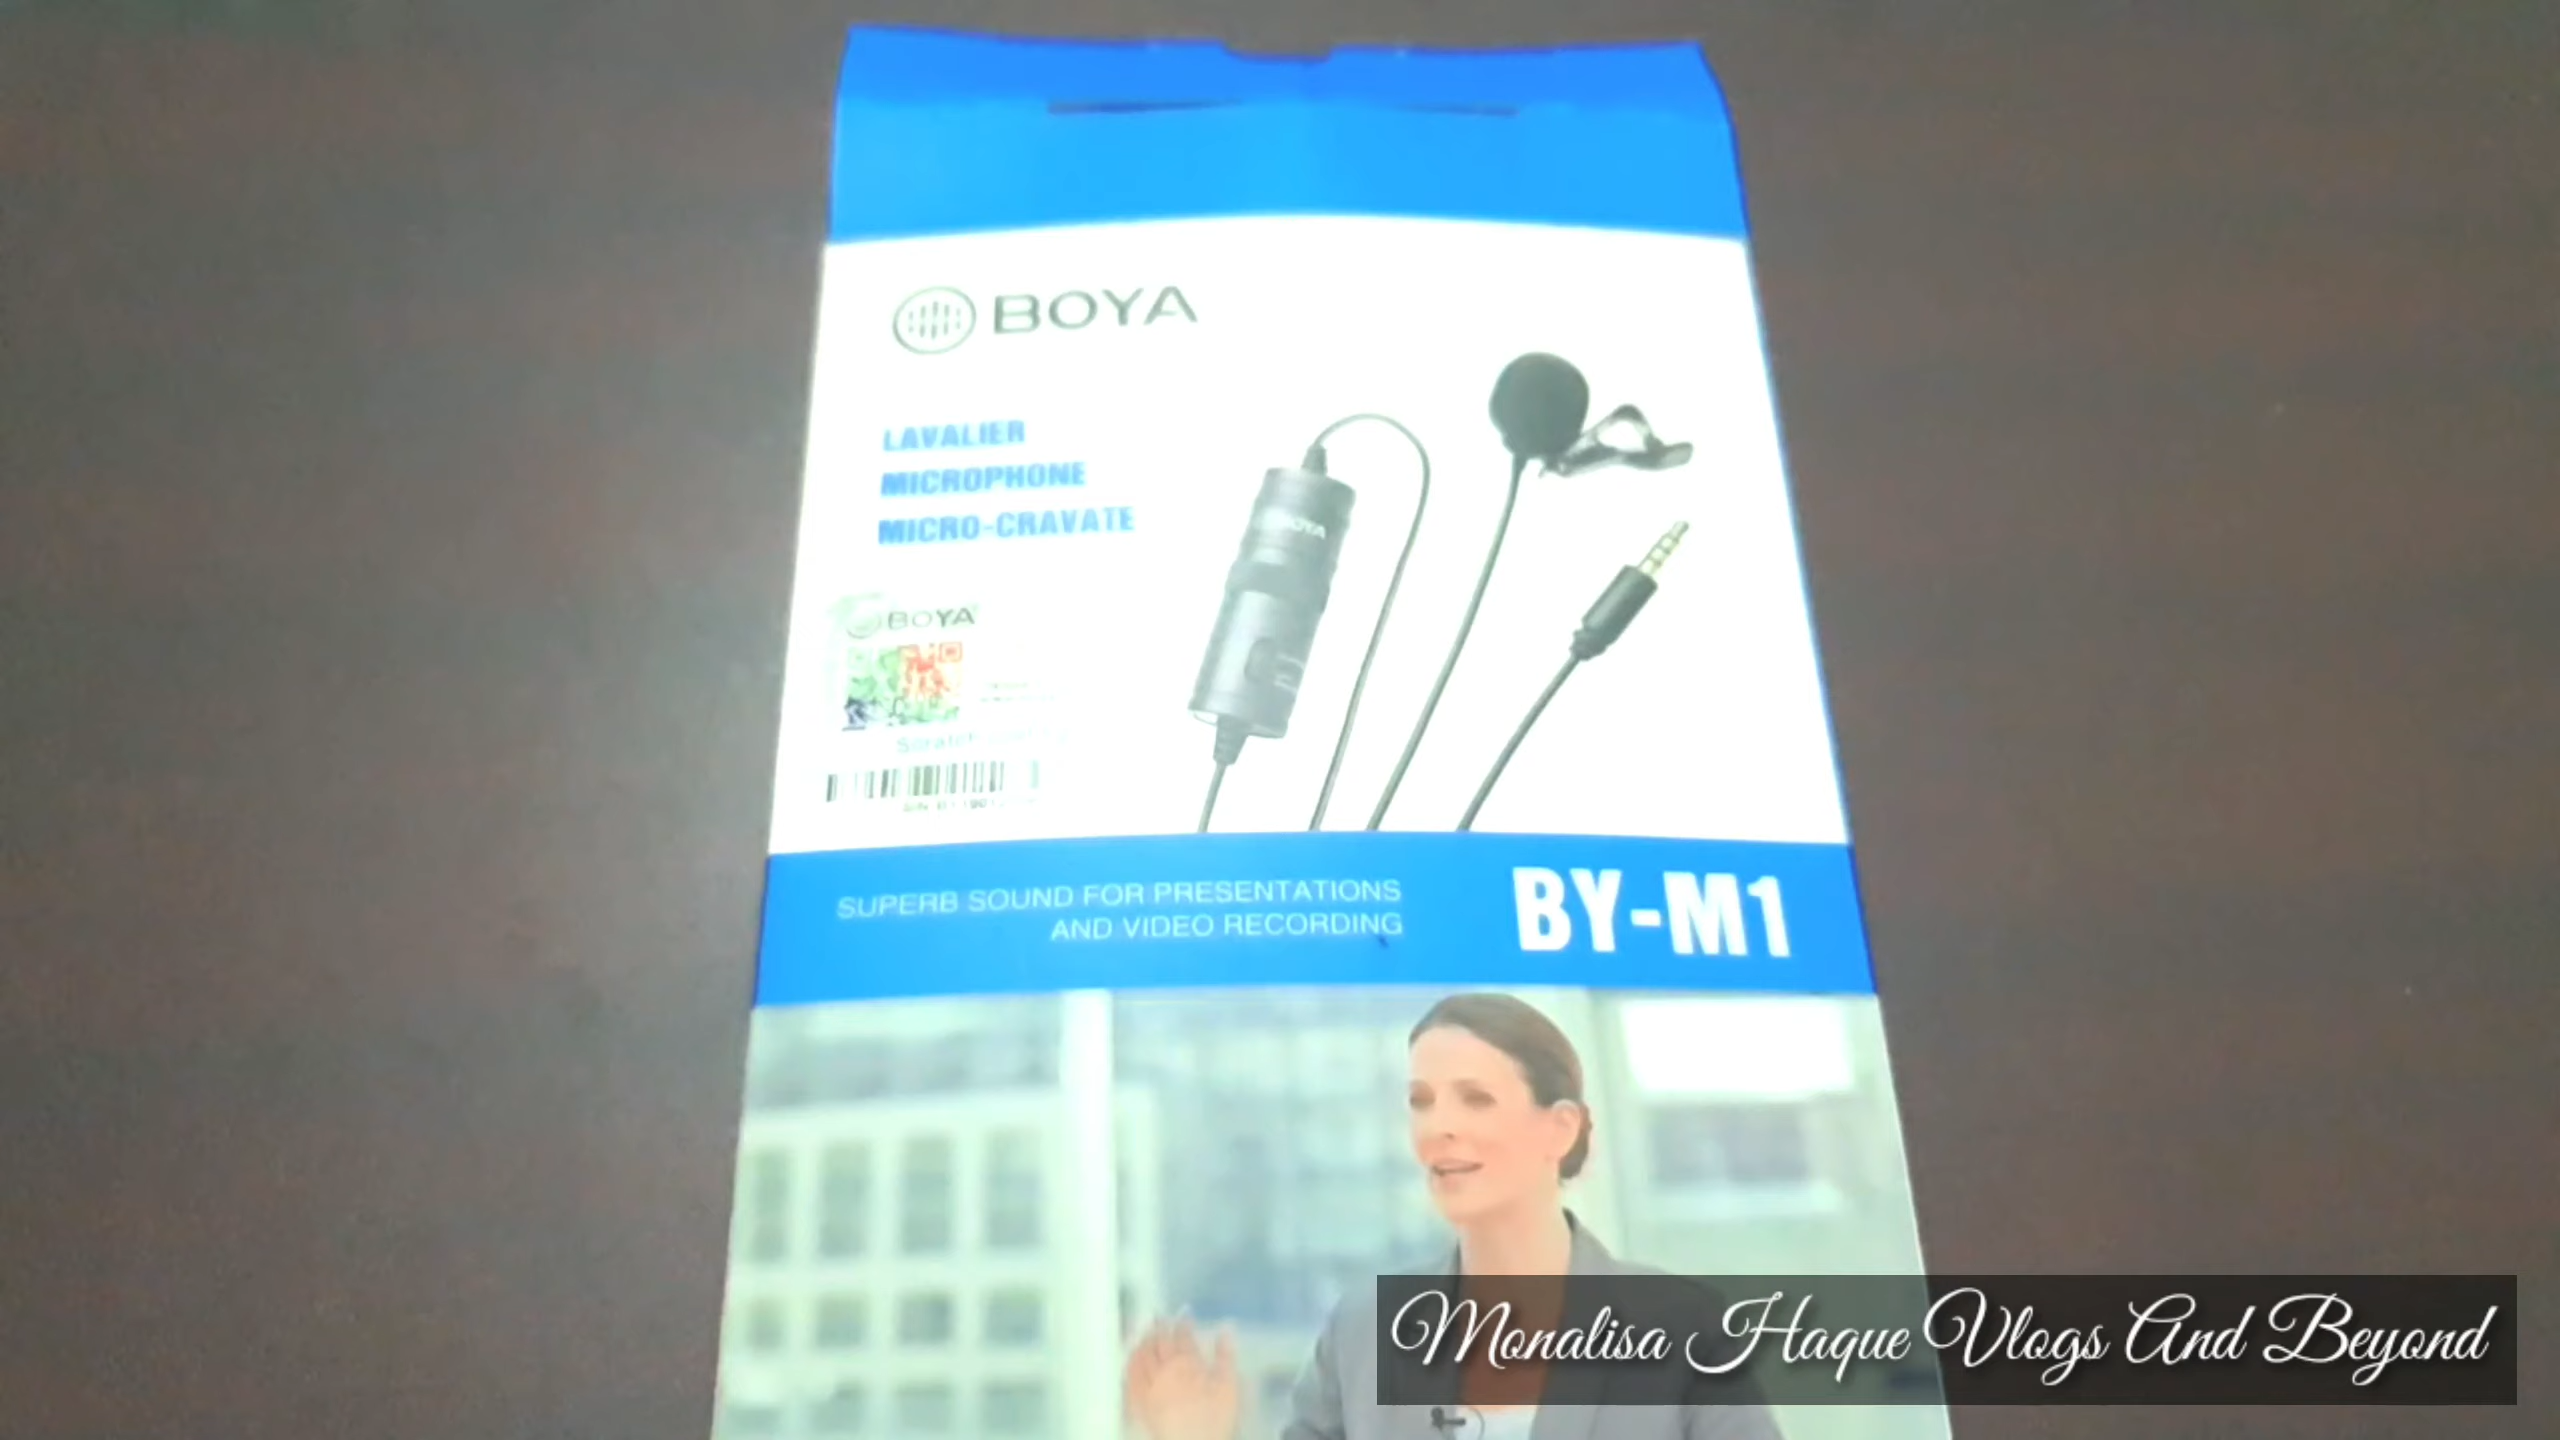 BOYA
LAVALIER
MICROPHONE
MICRO-CRAVATE
BOYA
BOYA
Scratch
SUPERB SOUND FOR PRESENTATIONS
AND VIDEO RECORDING
BY-M1
Monalisa Haque Vlogs And Beyond